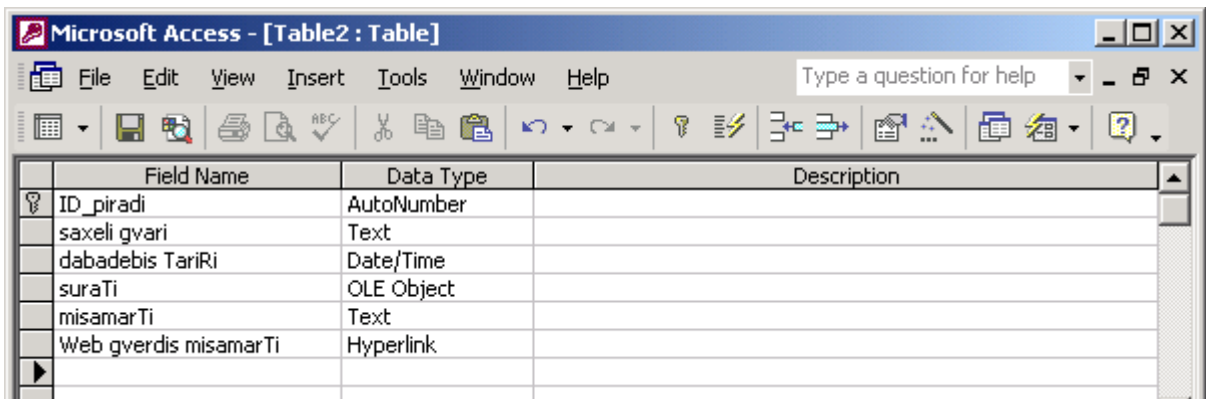 Microsoft Access - [Table2 : Table]
File Edit View Insert Tools Window Help Type a question for help
ABC
Field Name Data Type Description
ID_piradi AutoNumber
saxeli gvari Text
dabadebis TariRi Date/Time
suraTi OLE Object
misamarTi Text
Web gverdis misamarTi Hyperlink